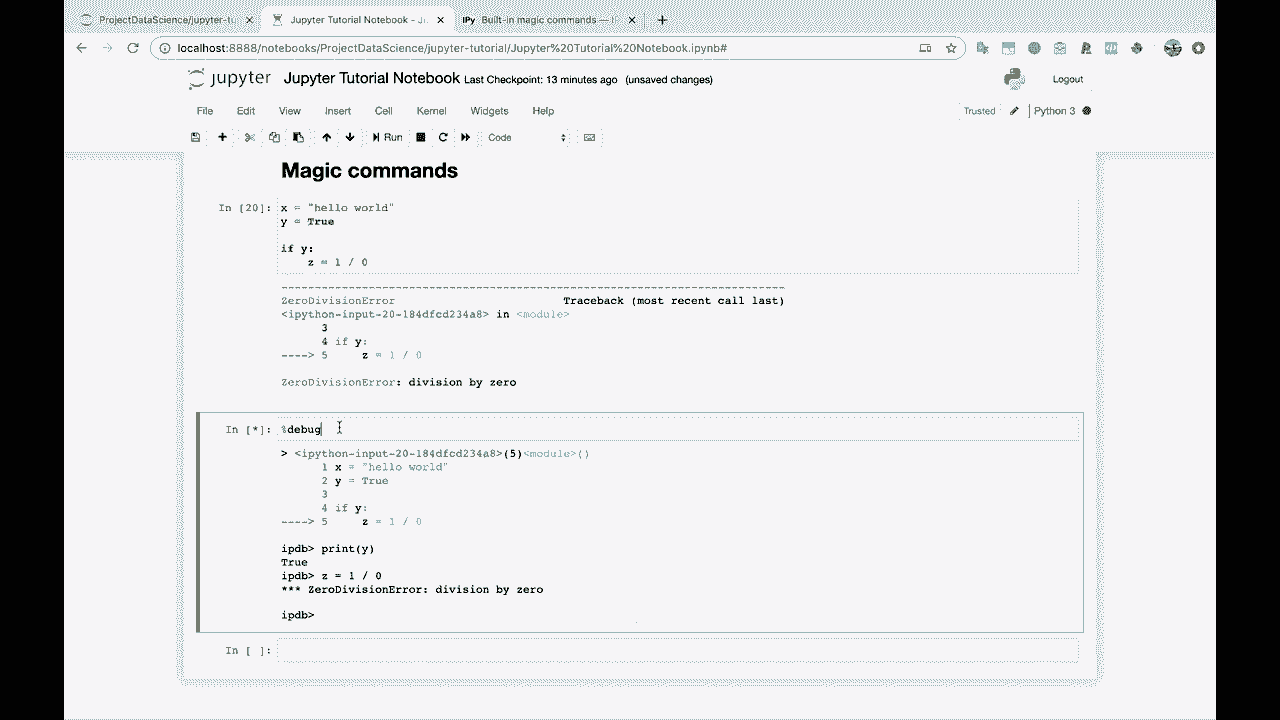 ProjectDataScience/jupyter-tu
Jupyter Tutorial Notebook - Ju
IPy Built-in magic commands —
localhost:8888/notebooks/ProjectDataScience/jupyter-tutorial/Jupyter%20Tutorial%20Notebook.ipynb#
jupyter Jupyter Tutorial Notebook Last Checkpoint: 13 minutes ago (unsaved changes)
Logout
File Edit View Insert Cell Kernel Widgets Help
Trusted Python 3
Run Code
Magic commands
In [20]: x = "hello world"
y = True
if y:
    z = 1 / 0
---------------------------------------------------------------------------
ZeroDivisionError                         Traceback (most recent call last)
<ipython-input-20-184dfcd234a8> in <module>
      3
      4 if y:
----> 5     z = 1 / 0
ZeroDivisionError: division by zero
In [*]: %debug
> <ipython-input-20-184dfcd234a8>(5)<module>()
      1 x = "hello world"
      2 y = True
      3
      4 if y:
----> 5     z = 1 / 0
ipdb> print(y)
True
ipdb> z = 1 / 0
*** ZeroDivisionError: division by zero
ipdb>
In [ ]: